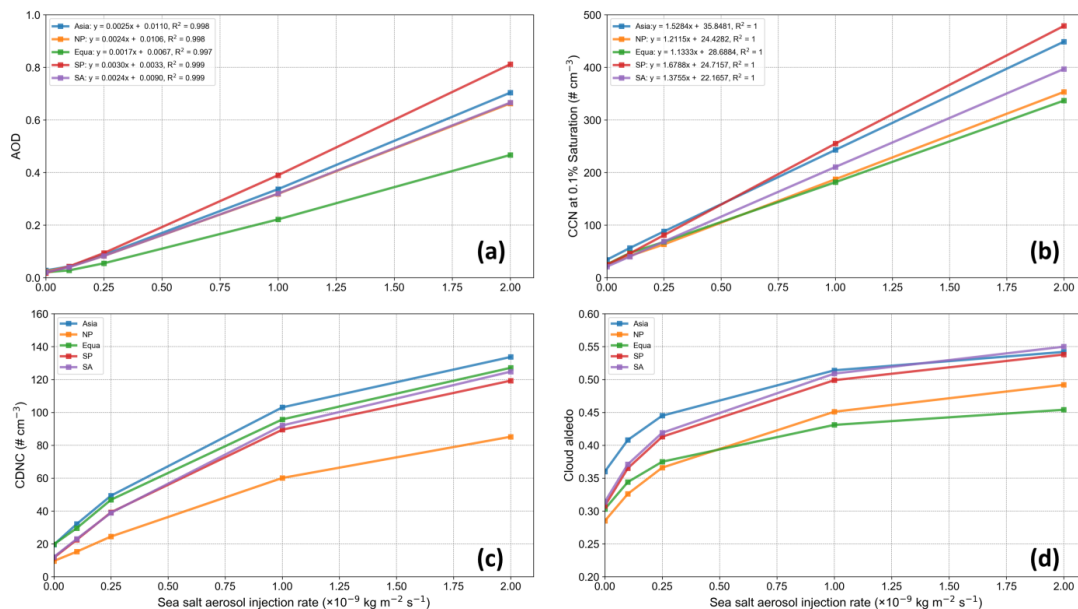 Asia: y = 0.0025x + 0.0110, R² = 0.998
NP: y = 0.0024x + 0.0106, R² = 0.998
Equa: y = 0.0017x + 0.0067, R² = 0.997
SP: y = 0.0030x + 0.0033, R² = 0.999
SA: y = 0.0024x + 0.0090, R² = 0.999
1.0
0.8
0.6
0.4
0.2
0.0
AOD
(a)
0.00 0.25 0.50 0.75 1.00 1.25 1.50 1.75 2.00
Asia:y = 1.5284x + 35.8481, R² = 1
NP: y = 1.2115x + 24.4282, R² = 1
Equa: y = 1.1333x + 28.6884, R² = 1
SP: y = 1.6788x + 24.7157, R² = 1
SA: y = 1.3755x + 22.1657, R² = 1
500
400
300
200
100
0
CCN at 0.1% Saturation (# cm⁻³)
(b)
0.00 0.25 0.50 0.75 1.00 1.25 1.50 1.75 2.00
160
140
120
100
80
60
40
20
0
CDNC (# cm⁻³)
Asia
NP
Equa
SP
SA
(c)
0.00 0.25 0.50 0.75 1.00 1.25 1.50 1.75 2.00
Sea salt aerosol injection rate (×10⁻⁹ kg m⁻² s⁻¹)
0.60
0.55
0.50
0.45
0.40
0.35
0.30
0.25
0.20
Cloud aldedo
Asia
NP
Equa
SP
SA
(d)
0.00 0.25 0.50 0.75 1.00 1.25 1.50 1.75 2.00
Sea salt aerosol injection rate (×10⁻⁹ kg m⁻² s⁻¹)